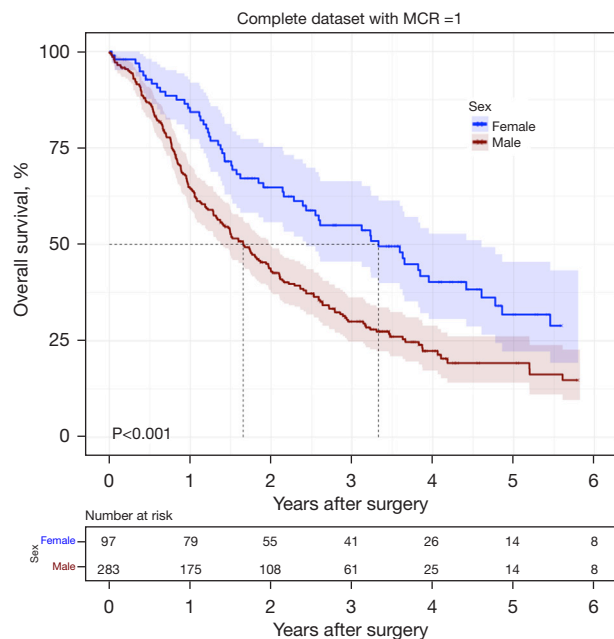 Complete dataset with MCR =1
Overall survival, %
100
75
50
25
0
Sex
Female
Male
P<0.001
0 1 2 3 4 5 6
Years after surgery
Number at risk
Sex
Female 97 79 55 41 26 14 8
Male 283 175 108 61 25 14 8
0 1 2 3 4 5 6
Years after surgery